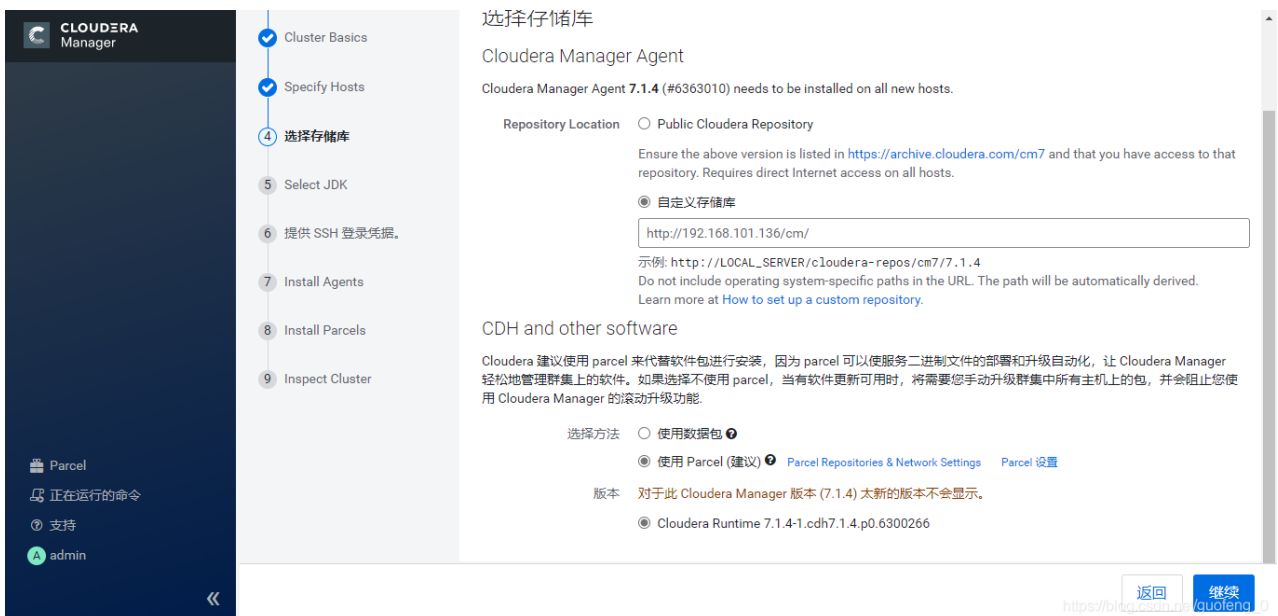 CLOUDERA
Manager
Parcel
正在运行的命令
支持
A admin
Cluster Basics
Specify Hosts
4 选择存储库
5 Select JDK
6 提供 SSH 登录凭据。
7 Install Agents
8 Install Parcels
9 Inspect Cluster
选择存储库
Cloudera Manager Agent
Cloudera Manager Agent 7.1.4 (#6363010) needs to be installed on all new hosts.
Repository Location Public Cloudera Repository
Ensure the above version is listed in https://archive.cloudera.com/cm7 and that you have access to that
repository. Requires direct Internet access on all hosts.
自定义存储库
http://192.168.101.136/cm/
示例: http://LOCAL_SERVER/cloudera-repos/cm7/7.1.4
Do not include operating system-specific paths in the URL. The path will be automatically derived.
Learn more at How to set up a custom repository.
CDH and other software
Cloudera 建议使用 parcel 来代替软件包进行安装，因为 parcel 可以使服务二进制文件的部署和升级自动化，让 Cloudera Manager
轻松地管理群集上的软件。如果选择不使用 parcel，当有软件更新可用时，将需要您手动升级群集中所有主机上的包，并会阻止您使
用 Cloudera Manager 的滚动升级功能.
选择方法 使用数据包
使用 Parcel (建议) Parcel Repositories & Network Settings Parcel 设置
版本 对于此 Cloudera Manager 版本 (7.1.4) 太新的版本不会显示。
Cloudera Runtime 7.1.4-1.cdh7.1.4.p0.6300266
返回 继续